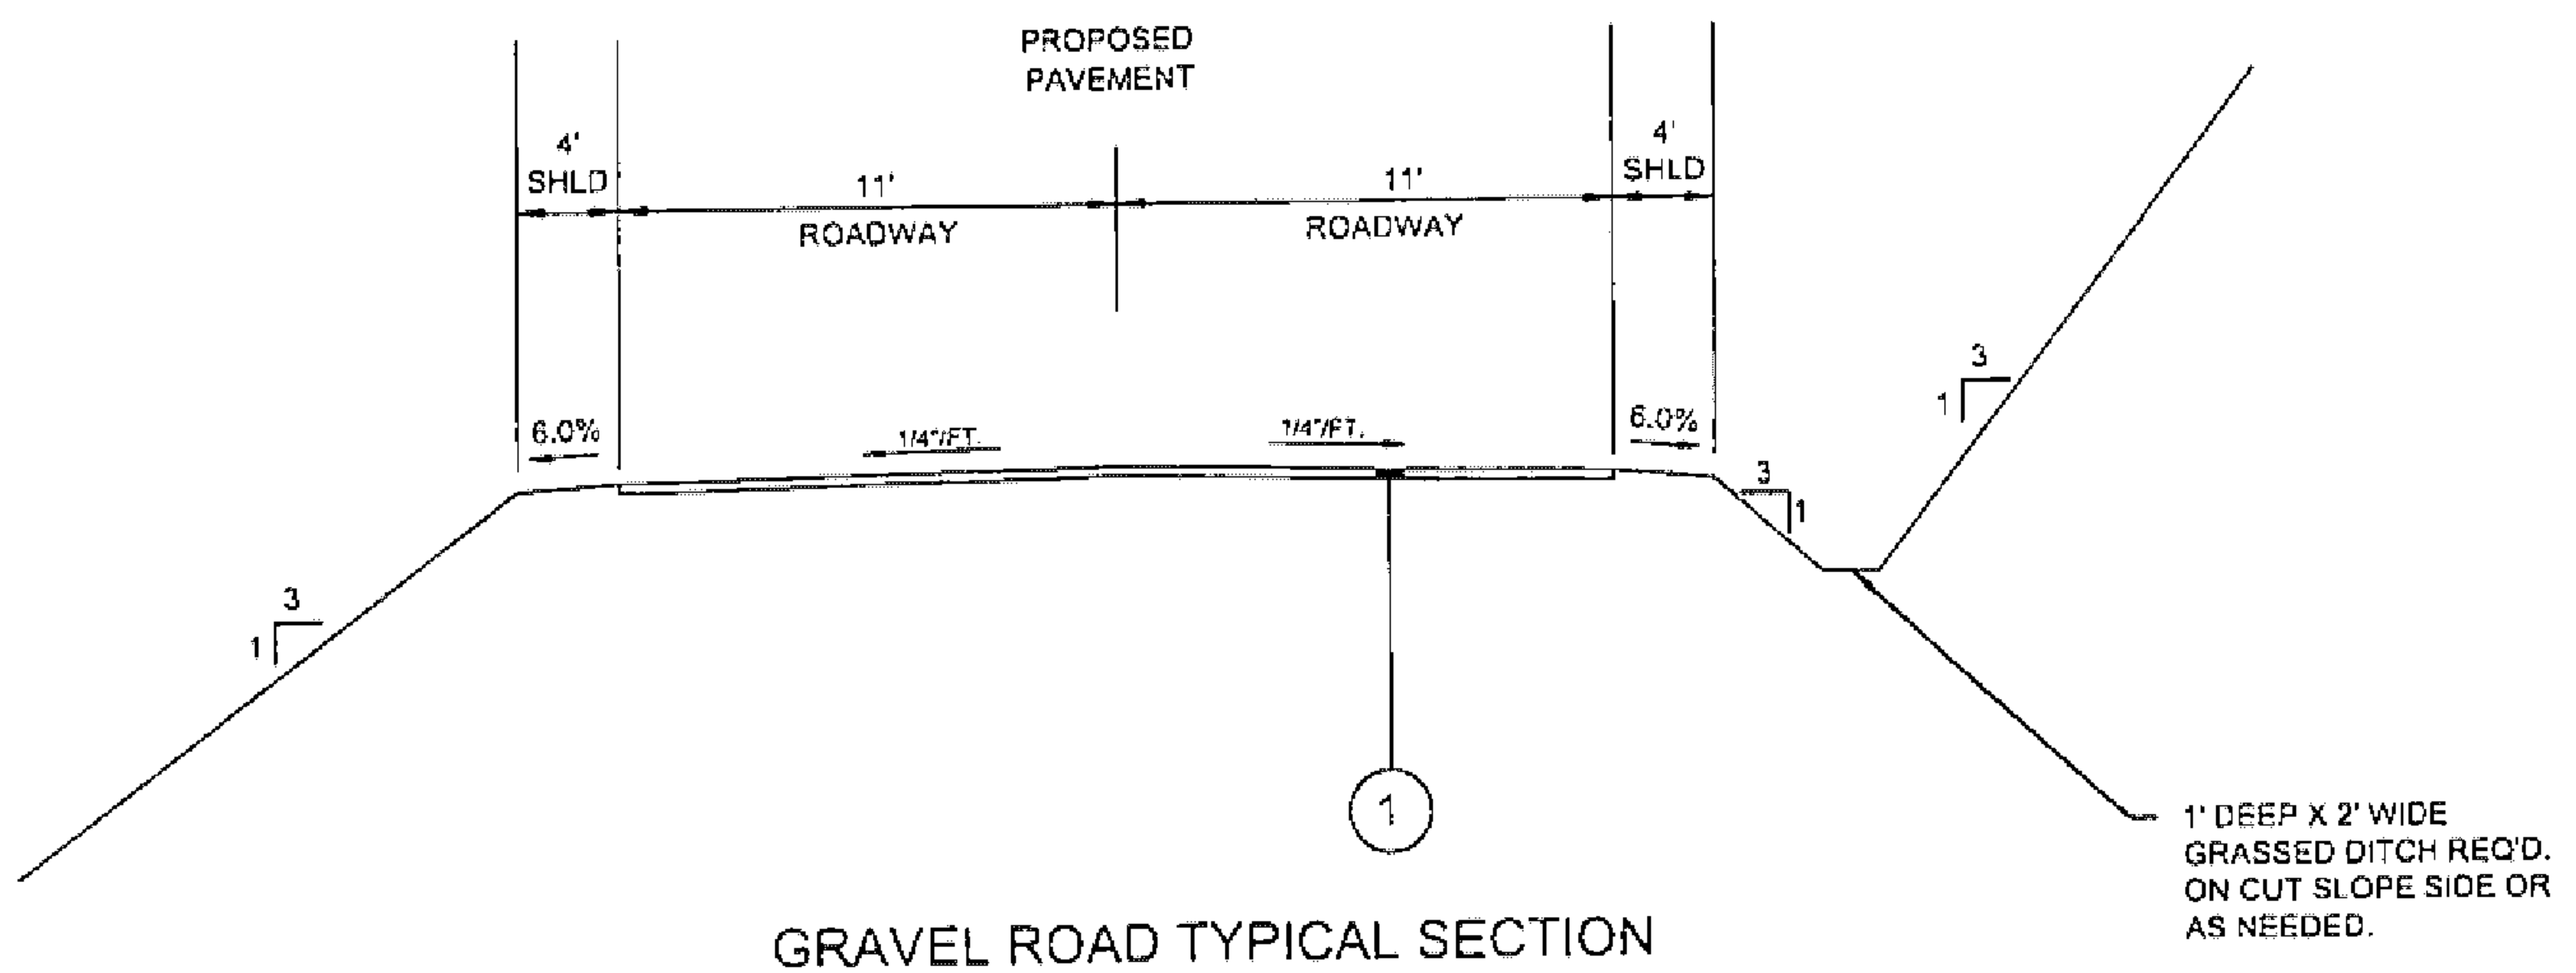 PROPOSED
PAVEMENT
4'
SHLD
11'
ROADWAY
11'
ROADWAY
4'
SHLD
6.0%
1/4"/FT.
1/4"/FT.
6.0%
3
1
3
1
3
1
1
1' DEEP X 2' WIDE
GRASSED DITCH REQ'D.
ON CUT SLOPE SIDE OR
AS NEEDED.
GRAVEL ROAD TYPICAL SECTION